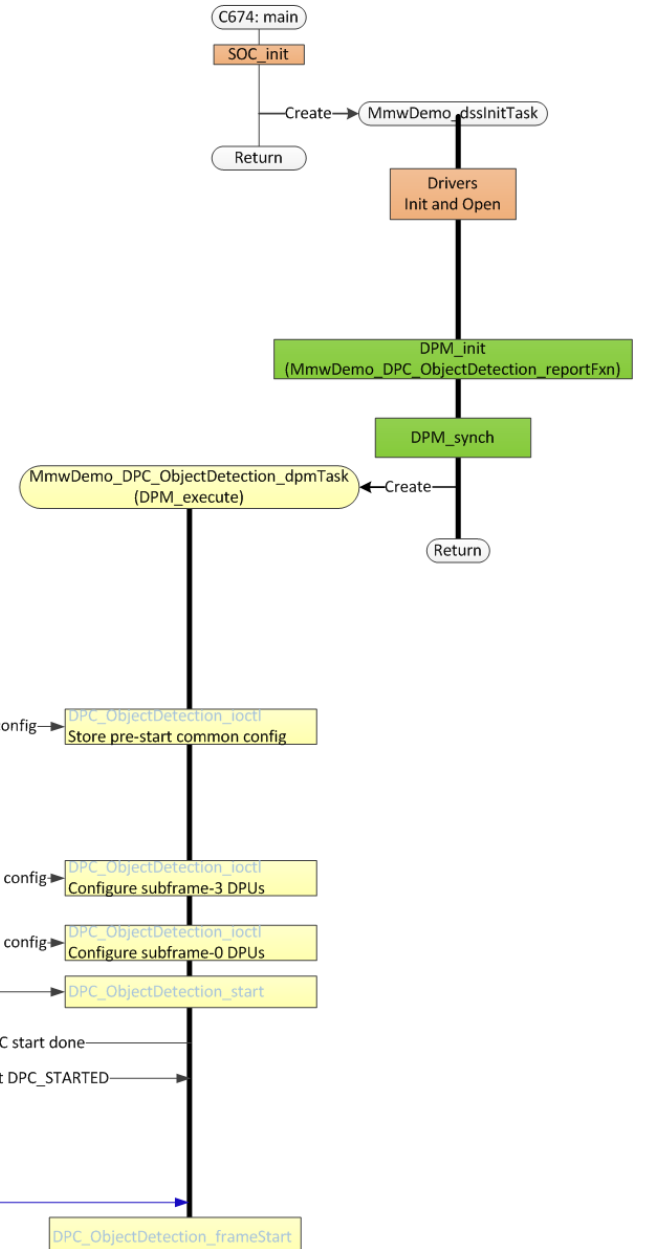 C674: main
SOC_init
Create
MmwDemo_dssInitTask
Return
Drivers
Init and Open
DPM_init
(MmwDemo_DPC_ObjectDetection_reportFxn)
DPM_synch
MmwDemo_DPC_ObjectDetection_dpmTask
(DPM_execute)
Create
Return
DPC_ObjectDetection_ioctl
onfig
Store pre-start common config
DPC_ObjectDetection_ioctl
config
Configure subframe-3 DPUs
DPC_ObjectDetection_ioctl
config
Configure subframe-0 DPUs
DPC_ObjectDetection_start
C start done
t DPC_STARTED
DPC_ObjectDetection_frameStart